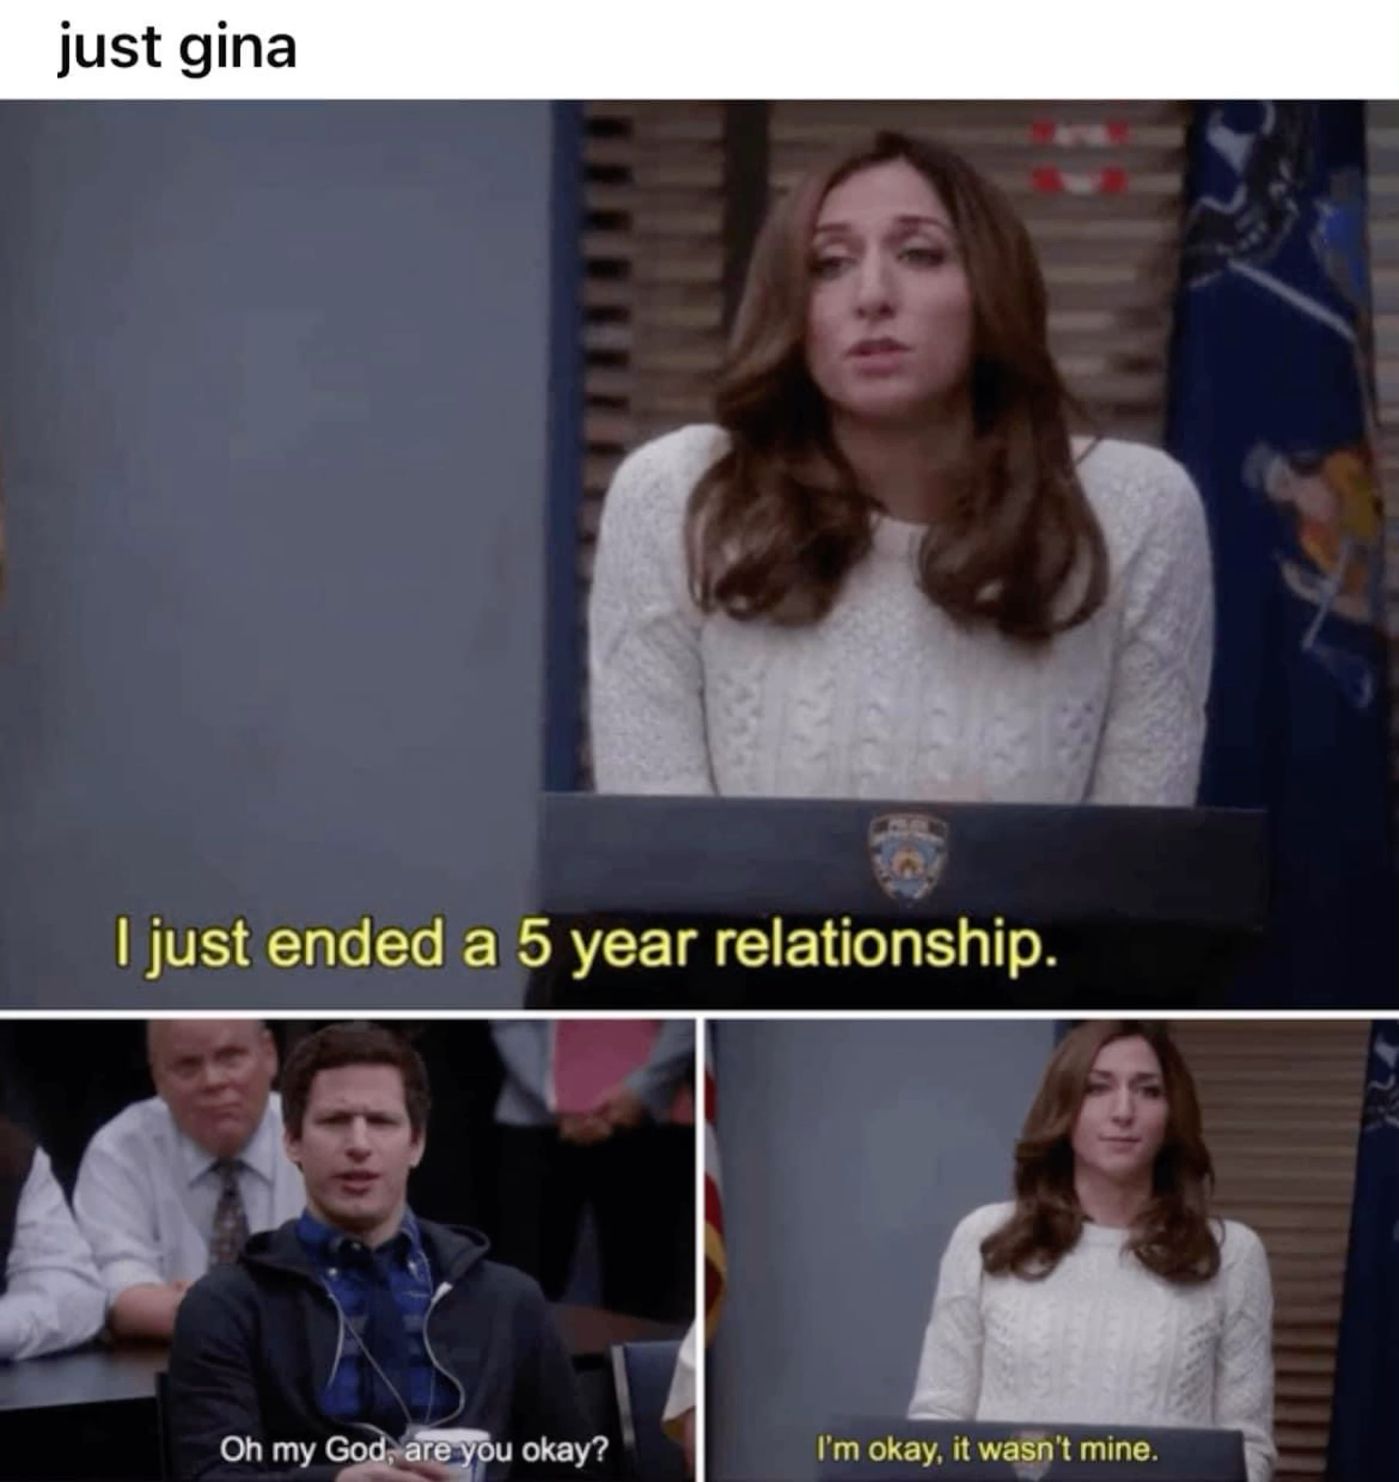 just gina
I just ended a 5 year relationship.
Oh my God, are you okay?
I'm okay, it wasn't mine.